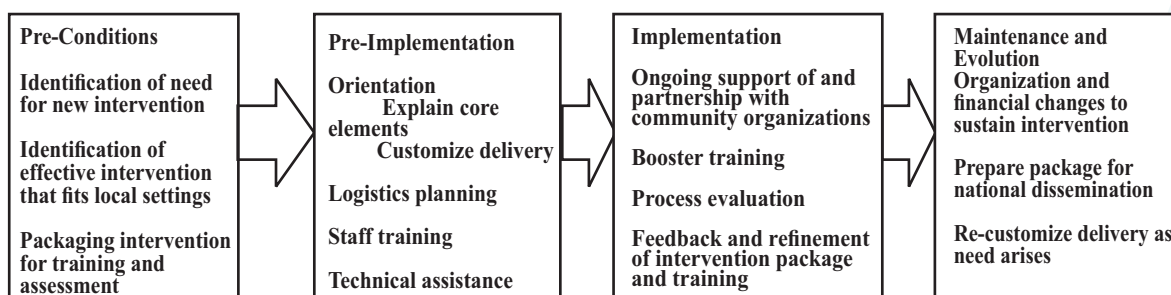 Pre-Conditions
Identification of need
for new intervention
Identification of
effective intervention
that fits local settings
Packaging intervention
for training and
assessment
Pre-Implementation
Orientation
Explain core
elements
Customize delivery
Logistics planning
Staff training
Technical assistance
Implementation
Ongoing support of and
partnership with
community organizations
Booster training
Process evaluation
Feedback and refinement
of intervention package
and training
Maintenance and
Evolution
Organization and
financial changes to
sustain intervention
Prepare package for
national dissemination
Re-customize delivery as
need arises